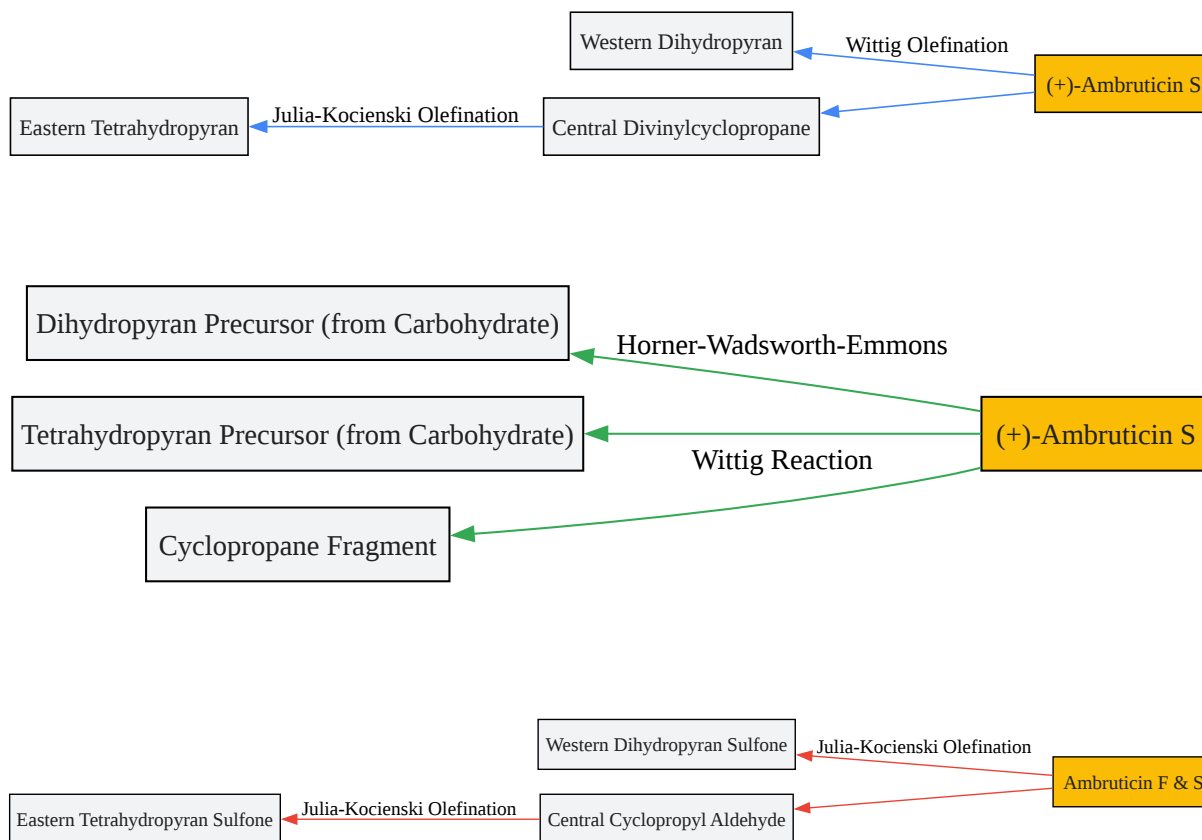 Western Dihydropyran
Wittig Olefination
(+)-Ambruticin S
Eastern Tetrahydropyran
Julia-Kocienski Olefination
Central Divinylcyclopropane
Dihydropyran Precursor (from Carbohydrate)
Horner-Wadsworth-Emmons
Tetrahydropyran Precursor (from Carbohydrate)
(+)-Ambruticin S
Wittig Reaction
Cyclopropane Fragment
Western Dihydropyran Sulfone
Julia-Kocienski Olefination
Ambruticin F & S
Eastern Tetrahydropyran Sulfone
Julia-Kocienski Olefination
Central Cyclopropyl Aldehyde